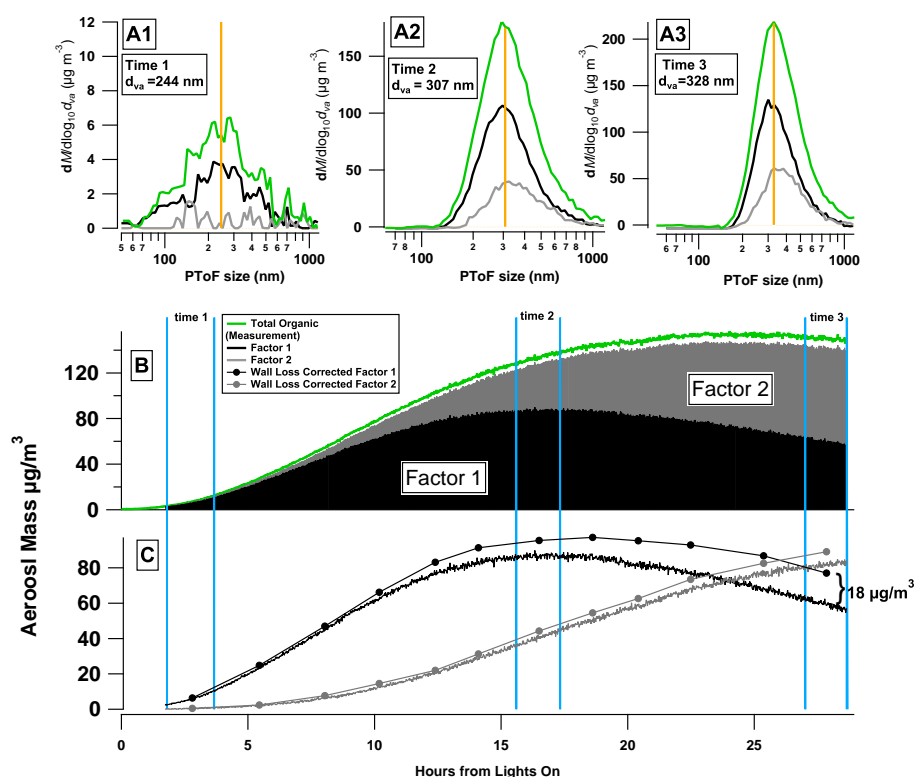 A1
Time 1
dva =244 nm
dM/dlog10dva (µg m-3)
12
10
8
6
4
2
0
5 6 7 2 3 4 5 6 7
100 1000
PToF size (nm)
A2
Time 2
dva = 307 nm
dM/dlog10dva (µg m-3)
150
100
50
0
7 8 2 3 4 5 6 7 8
100 1000
PToF size (nm)
A3
Time 3
dva=328 nm
dM/dlog10dva (µg m-3)
200
150
100
50
0
6 7 2 3 4 5 6 7
100 1000
PToF size (nm)
B
time 1
time 2
time 3
Total Organic
(Measurement)
Factor 1
Factor 2
Wall Loss Corrected Factor 1
Wall Loss Corrected Factor 2
Factor 2
Factor 1
120
80
40
0
Aeroosl Mass µg/m3
C
80
60
40
20
0
18 µg/m3
0 5 10 15 20 25
Hours from Lights On